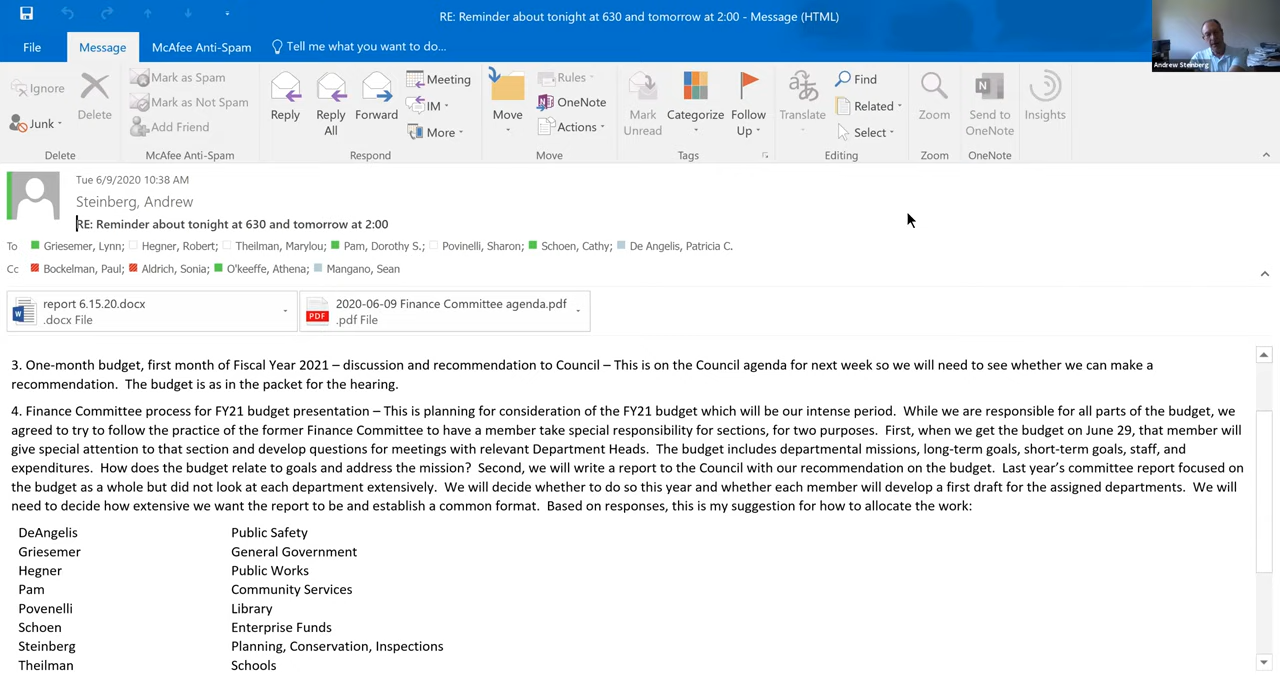 RE: Reminder about tonight at 630 and tomorrow at 2:00 - Message (HTML)
Andrew Steinberg
File Message McAfee Anti-Spam Tell me what you want to do...
Ignore
Junk
Delete
Delete
Mark as Spam
Mark as Not Spam
Add Friend
McAfee Anti-Spam
Reply
Reply All
Forward
Meeting
IM
More
Respond
Move
Rules
OneNote
Actions
Move
Mark Unread
Categorize
Follow Up
Tags
Translate
Find
Related
Select
Editing
Zoom
Zoom
Send to OneNote
OneNote
Insights
Tue 6/9/2020 10:38 AM
Steinberg, Andrew
RE: Reminder about tonight at 630 and tomorrow at 2:00
To Griesemer, Lynn; Hegner, Robert; Theilman, Marylou; Pam, Dorothy S.; Povinelli, Sharon; Schoen, Cathy; De Angelis, Patricia C.
Cc Bockelman, Paul; Aldrich, Sonia; O'keeffe, Athena; Mangano, Sean
report 6.15.20.docx
.docx File
PDF
2020-06-09 Finance Committee agenda.pdf
.pdf File
3. One-month budget, first month of Fiscal Year 2021 – discussion and recommendation to Council – This is on the Council agenda for next week so we will need to see whether we can make a
recommendation. The budget is as in the packet for the hearing.
4. Finance Committee process for FY21 budget presentation – This is planning for consideration of the FY21 budget which will be our intense period. While we are responsible for all parts of the budget, we
agreed to try to follow the practice of the former Finance Committee to have a member take special responsibility for sections, for two purposes. First, when we get the budget on June 29, that member will
give special attention to that section and develop questions for meetings with relevant Department Heads. The budget includes departmental missions, long-term goals, short-term goals, staff, and
expenditures. How does the budget relate to goals and address the mission? Second, we will write a report to the Council with our recommendation on the budget. Last year's committee report focused on
the budget as a whole but did not look at each department extensively. We will decide whether to do so this year and whether each member will develop a first draft for the assigned departments. We will
need to decide how extensive we want the report to be and establish a common format. Based on responses, this is my suggestion for how to allocate the work:
DeAngelis Public Safety
Griesemer General Government
Hegner Public Works
Pam Community Services
Povenelli Library
Schoen Enterprise Funds
Steinberg Planning, Conservation, Inspections
Theilman Schools